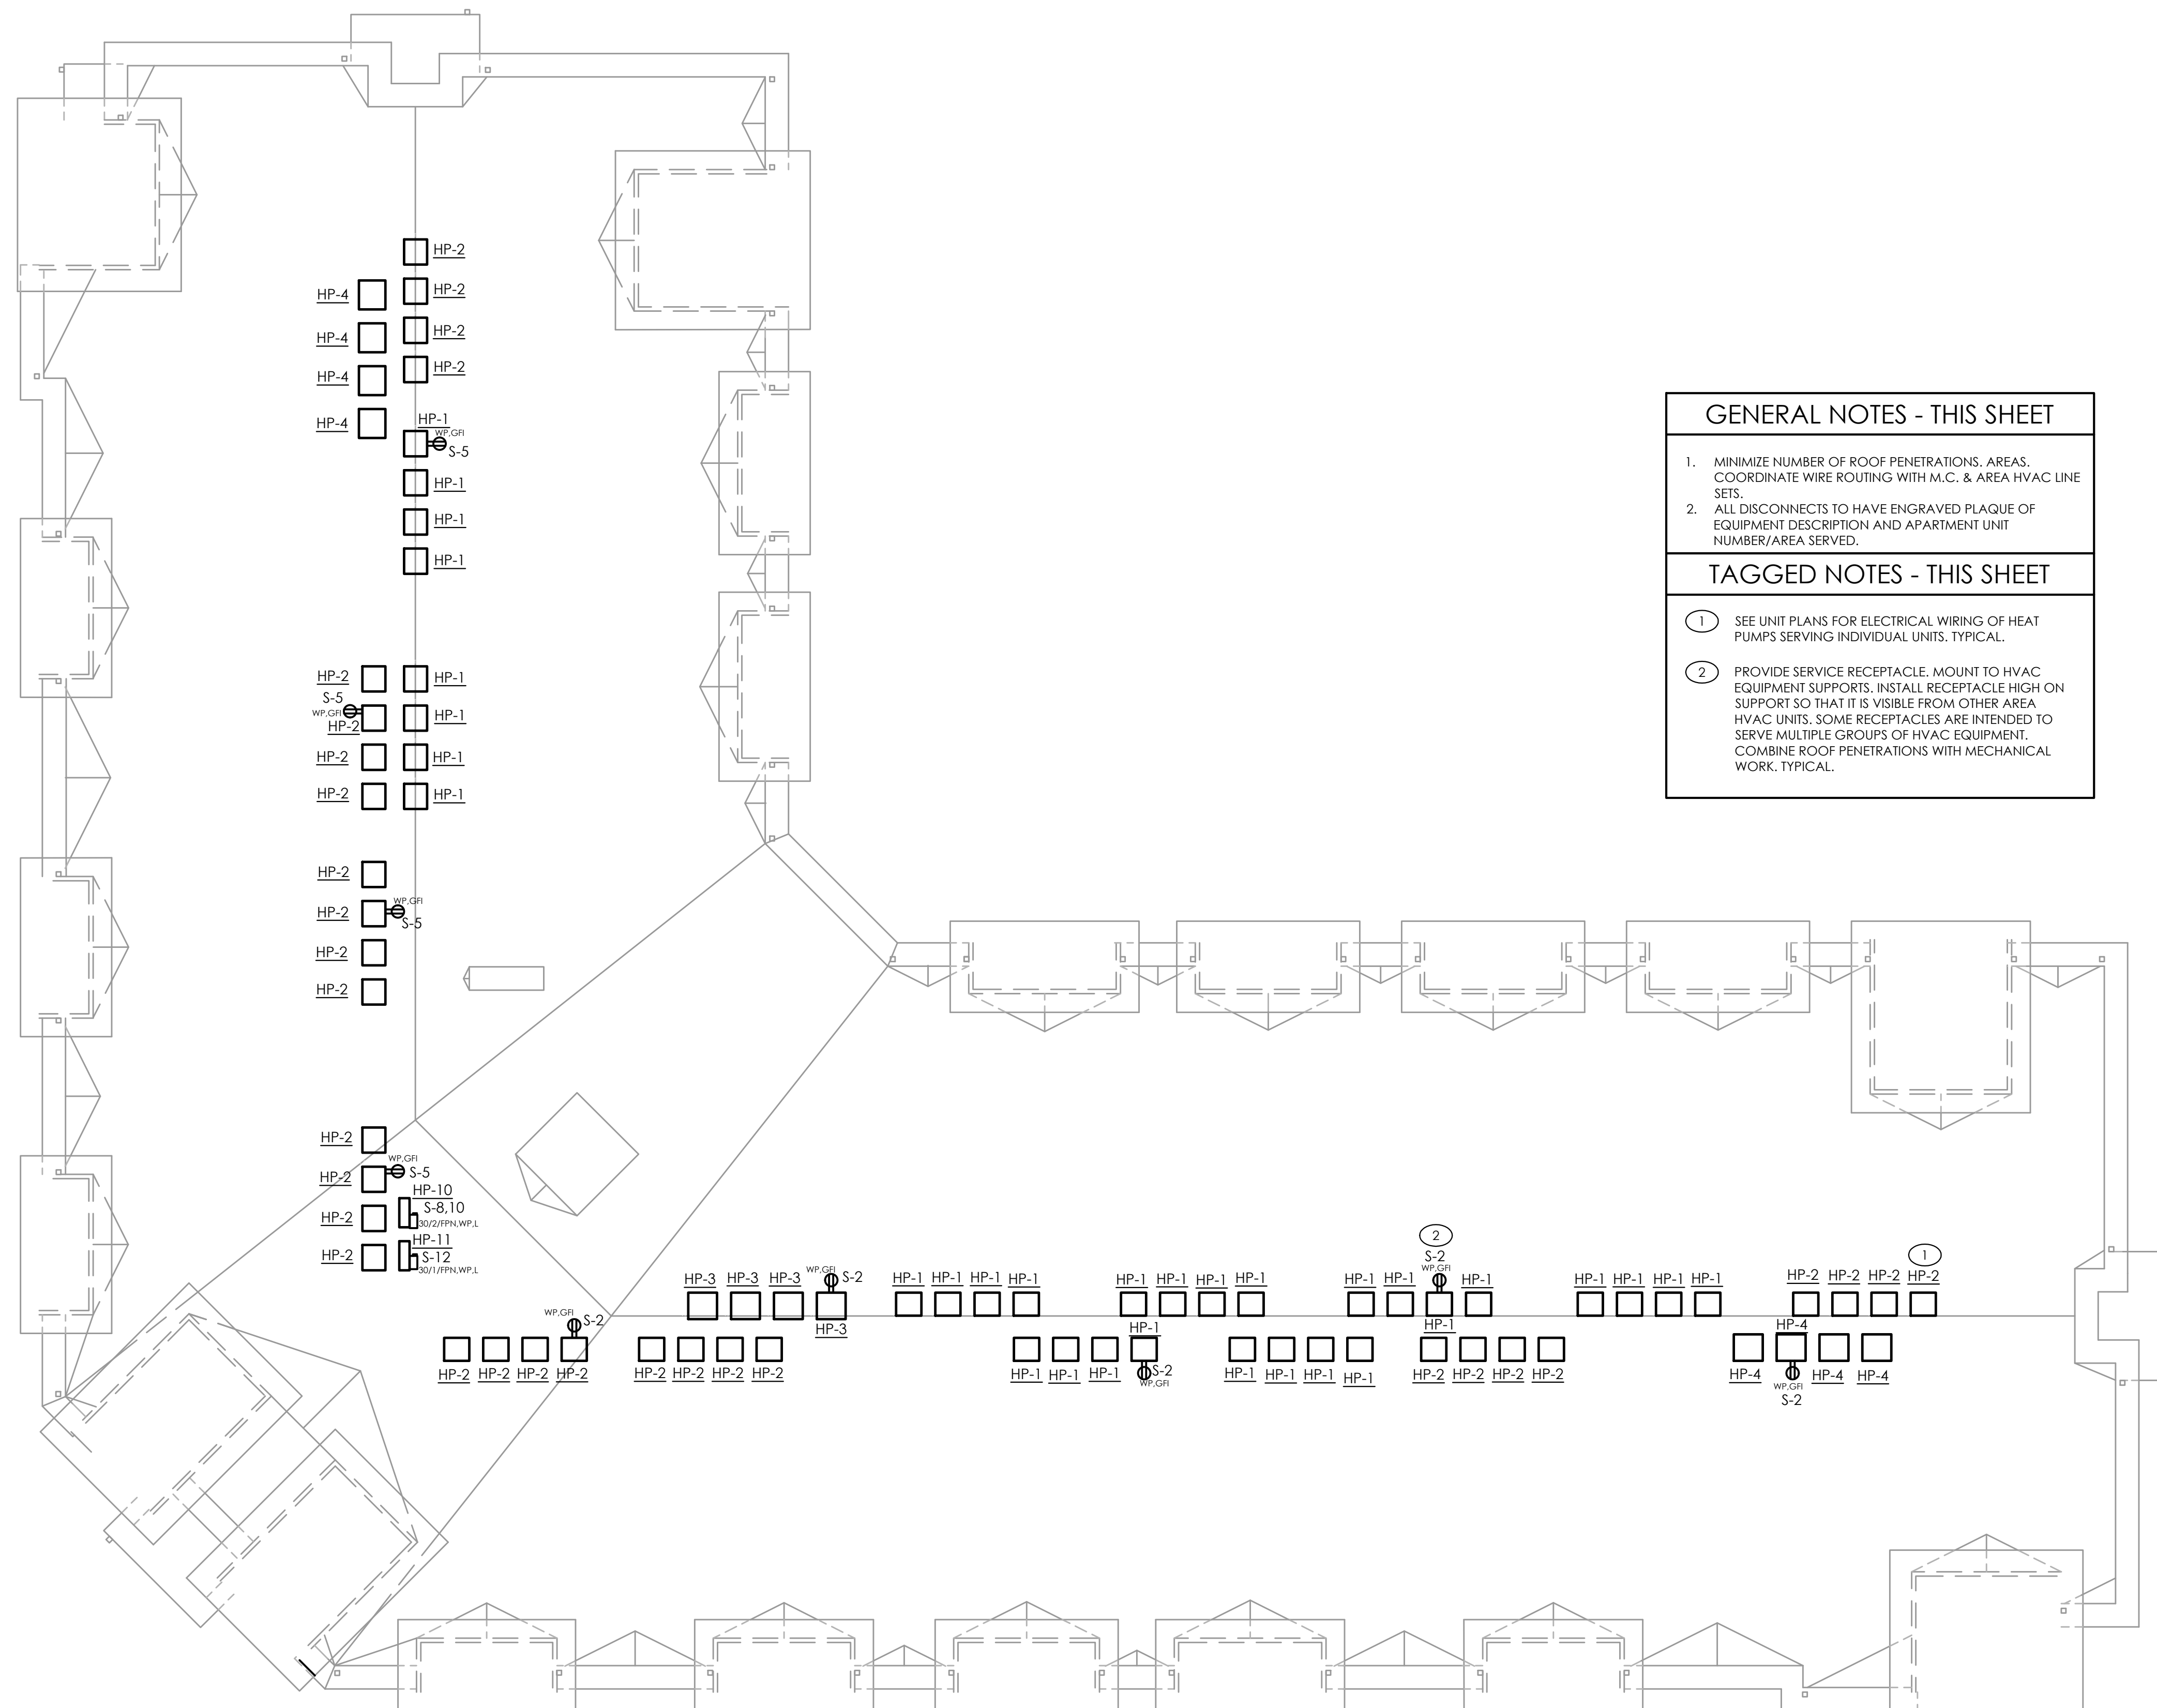 HP-2
HP-4
HP-2
HP-4
HP-2
HP-4
HP-2
HP-4
HP-1
WP,GFI
S-5
HP-1
HP-1
HP-1
HP-2
HP-1
S-5
WP,GFI
HP-2
HP-1
HP-2
HP-1
HP-2
HP-1
HP-2
WP,GFI
HP-2
S-5
HP-2
HP-2
HP-2
WP,GFI
HP-2
S-5
HP-10
S-8,10
HP-2
30/2/FPN,WP,L
HP-11
HP-2
S-12
30/1/FPN,WP,L
GENERAL NOTES - THIS SHEET
1. MINIMIZE NUMBER OF ROOF PENETRATIONS. AREAS.
COORDINATE WIRE ROUTING WITH M.C. & AREA HVAC LINE
SETS.
2. ALL DISCONNECTS TO HAVE ENGRAVED PLAQUE OF
EQUIPMENT DESCRIPTION AND APARTMENT UNIT
NUMBER/AREA SERVED.
TAGGED NOTES - THIS SHEET
1 SEE UNIT PLANS FOR ELECTRICAL WIRING OF HEAT
PUMPS SERVING INDIVIDUAL UNITS. TYPICAL.
2 PROVIDE SERVICE RECEPTACLE. MOUNT TO HVAC
EQUIPMENT SUPPORTS. INSTALL RECEPTACLE HIGH ON
SUPPORT SO THAT IT IS VISIBLE FROM OTHER AREA
HVAC UNITS. SOME RECEPTACLES ARE INTENDED TO
SERVE MULTIPLE GROUPS OF HVAC EQUIPMENT.
COMBINE ROOF PENETRATIONS WITH MECHANICAL
WORK. TYPICAL.
2
S-2
WP,GFI
1
HP-3 HP-3 HP-3
WP,GFI
S-2
HP-1 HP-1 HP-1 HP-1
HP-1 HP-1 HP-1 HP-1
HP-1 HP-1 HP-1
HP-1 HP-1 HP-1 HP-1
HP-2 HP-2 HP-2 HP-2
WP,GFI
S-2
HP-3
HP-1
HP-1
HP-4
HP-2 HP-2 HP-2 HP-2
HP-2 HP-2 HP-2 HP-2
HP-1 HP-1 HP-1
S-2
WP,GFI
HP-1 HP-1 HP-1 HP-1
HP-2 HP-2 HP-2 HP-2
HP-4
WP,GFI
S-2
HP-4 HP-4